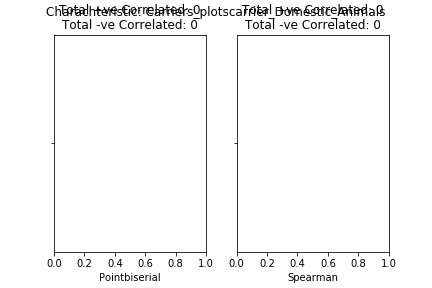 Charachteristic: Carriers_plotscarrier_Domestic_Animals
Total +ve Correlated: 0
Total -ve Correlated: 0
Total +ve Correlated: 0
Total -ve Correlated: 0
0.0 0.2 0.4 0.6 0.8 1.0
Pointbiserial
0.0 0.2 0.4 0.6 0.8 1.0
Spearman